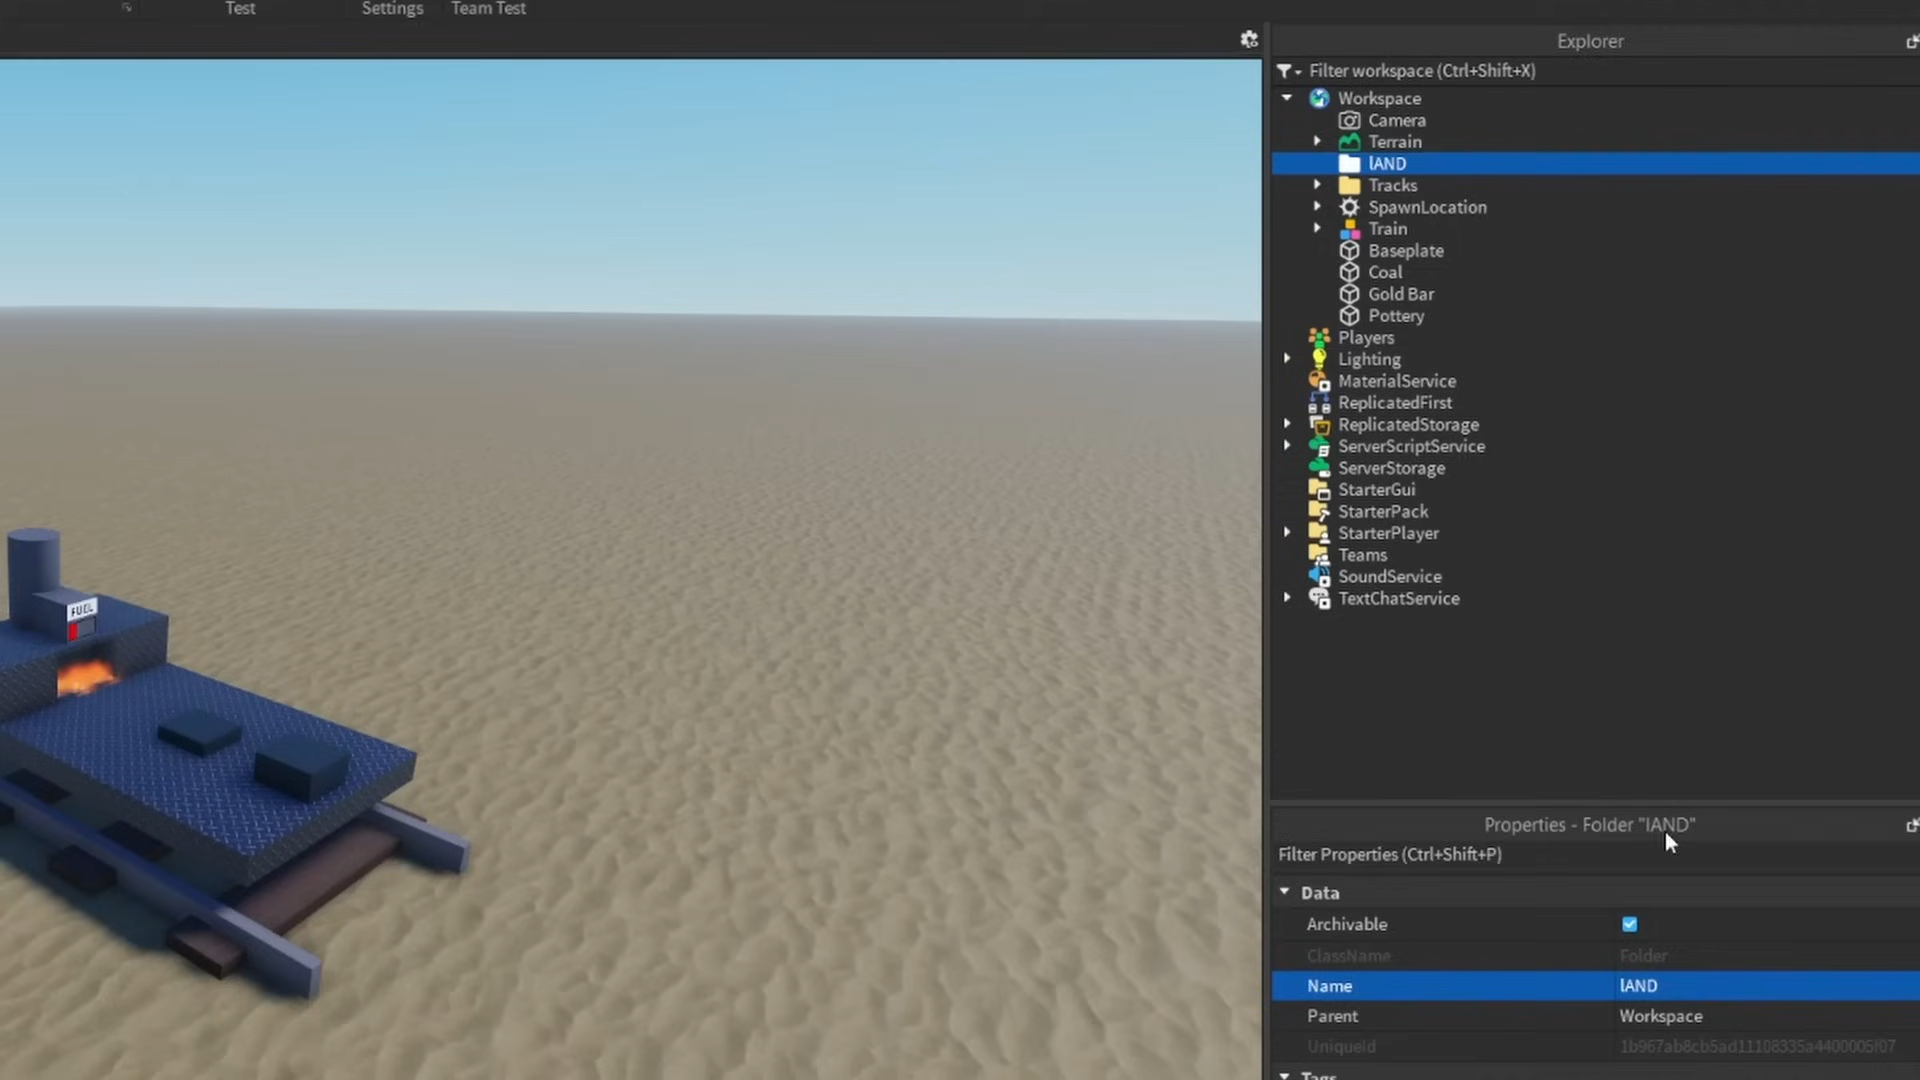 Test
Settings
Team Test
Explorer
Filter workspace (Ctrl+Shift+X)
Workspace
Camera
Terrain
lAND
Tracks
SpawnLocation
Train
Baseplate
Coal
Gold Bar
Pottery
Players
Lighting
MaterialService
ReplicatedFirst
ReplicatedStorage
ServerScriptService
ServerStorage
StarterGui
StarterPack
StarterPlayer
Teams
SoundService
TextChatService
FUEL
Properties - Folder "lAND"
Filter Properties (Ctrl+Shift+P)
Data
Archivable
ClassName Folder
Name lAND
Parent Workspace
UniqueId 1b967ab8cb5ad11108335a4400005f07
Tags